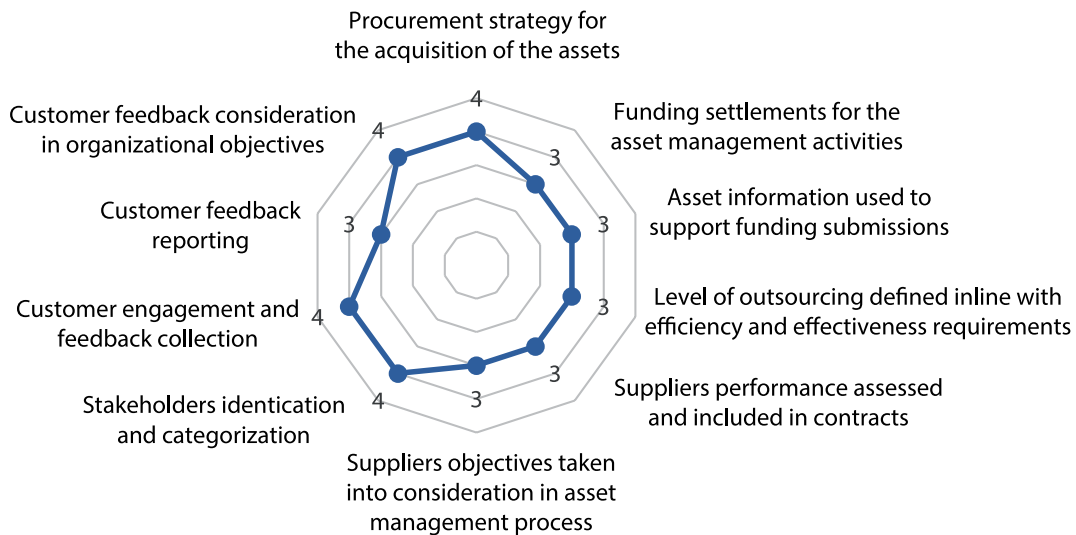 Procurement strategy for
the acquisition of the assets
4
Funding settlements for the
asset management activities
3
Asset information used to
support funding submissions
3
Level of outsourcing defined inline with
efficiency and effectiveness requirements
3
Suppliers performance assessed
and included in contracts
3
Suppliers objectives taken
into consideration in asset
management process
3
Stakeholders identication
and categorization
4
Customer engagement and
feedback collection
4
Customer feedback
reporting
3
Customer feedback consideration
in organizational objectives
4